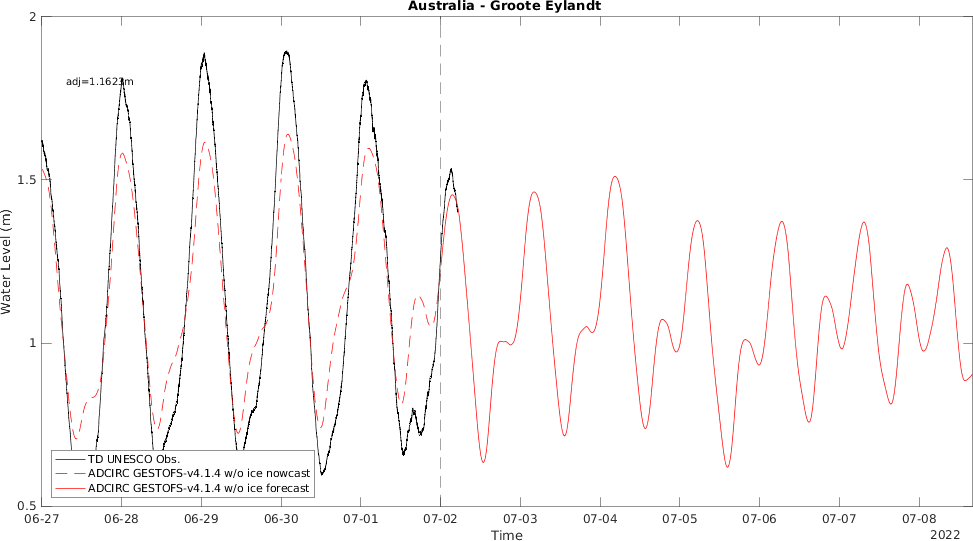 Australia - Groote Eylandt
2
adj=1.1623m
1.5
Water Level (m)
1
TD UNESCO Obs.
ADCIRC GESTOFS-v4.1.4 w/o ice nowcast
ADCIRC GESTOFS-v4.1.4 w/o ice forecast
0.5
06-27 06-28 06-29 06-30 07-01 07-02 07-03 07-04 07-05 07-06 07-07 07-08
Time
2022